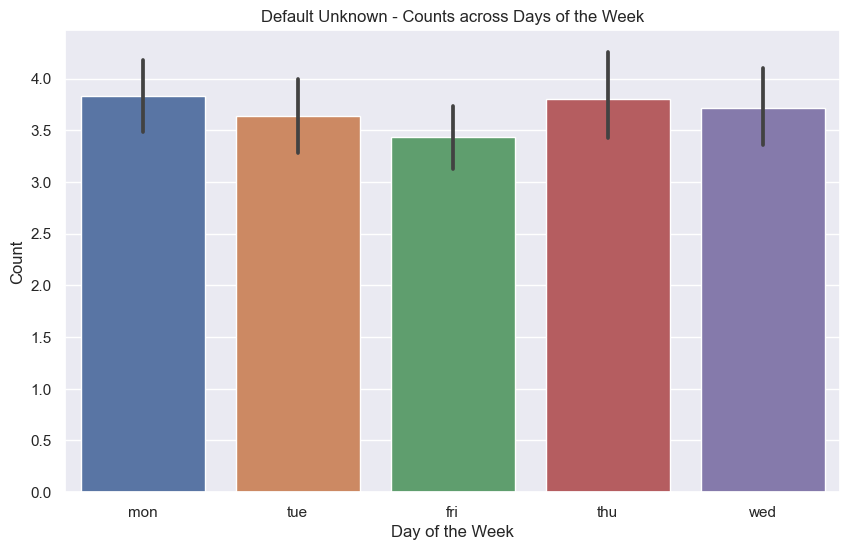 Default Unknown - Counts across Days of the Week
Count
4.0
3.5
3.0
2.5
2.0
1.5
1.0
0.5
0.0
mon tue fri thu wed
Day of the Week